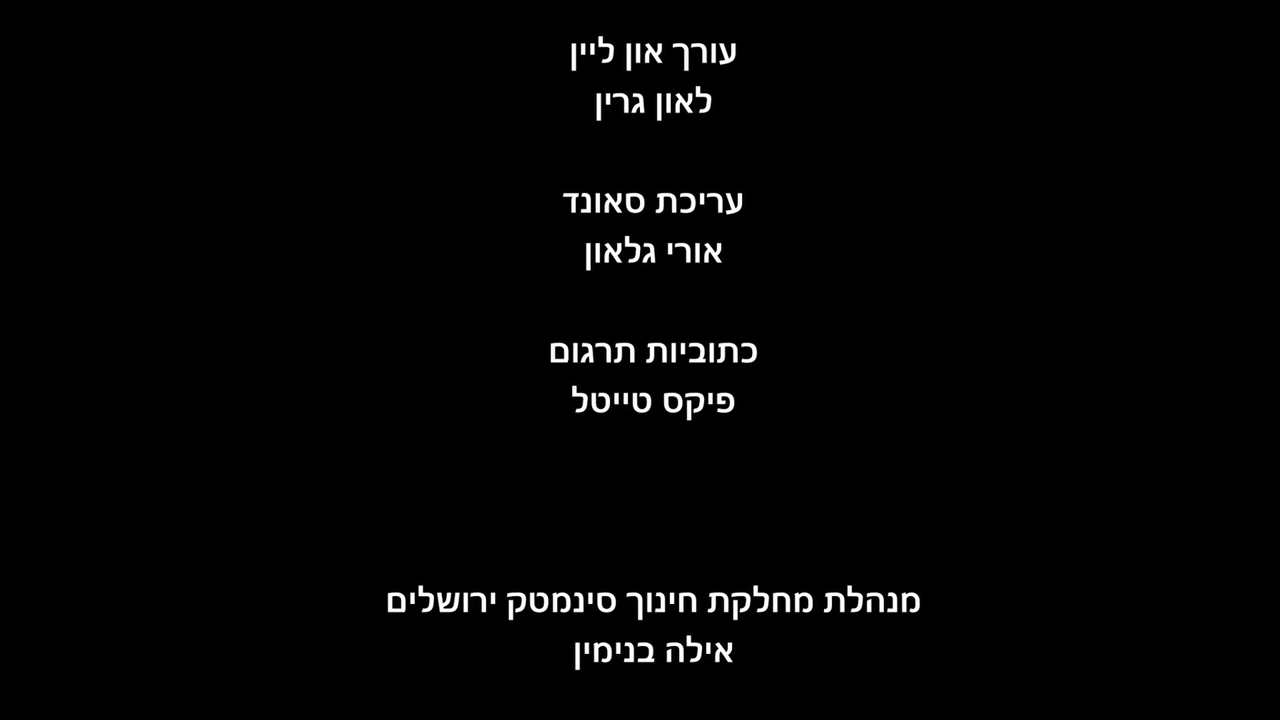 עורך און ליין
לאון גרין
עריכת סאונד
אורי גלאון
כתוביות תרגום
פיקס טייטל
מנהלת מחלקת חינוך סינמטק ירושלים
אילה בנימין